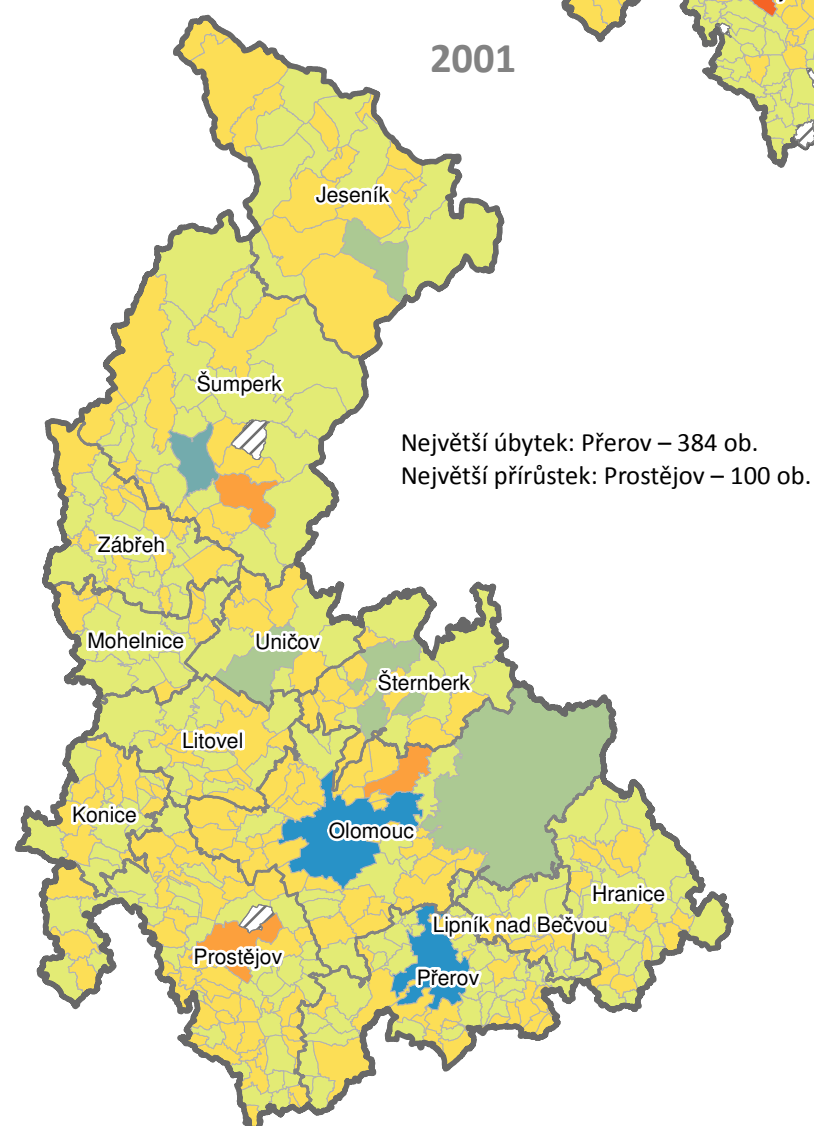 2001
Jeseník
Šumperk
Největší úbytek: Přerov – 384 ob.
Největší přírůstek: Prostějov – 100 ob.
Zábřeh
Mohelnice
Uničov
Šternberk
Litovel
Konice
Olomouc
Hranice
Lipník nad Bečvou
Prostějov
Přerov